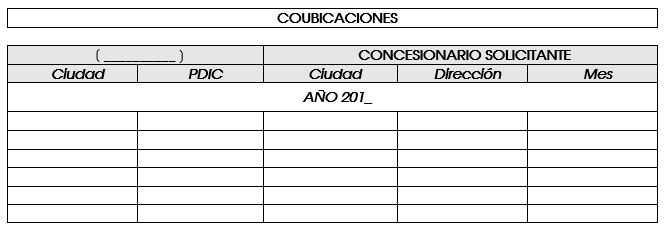 COUBICACIONES
( __________ ) CONCESIONARIO SOLICITANTE
Ciudad PDIC Ciudad Dirección Mes
AÑO 201_